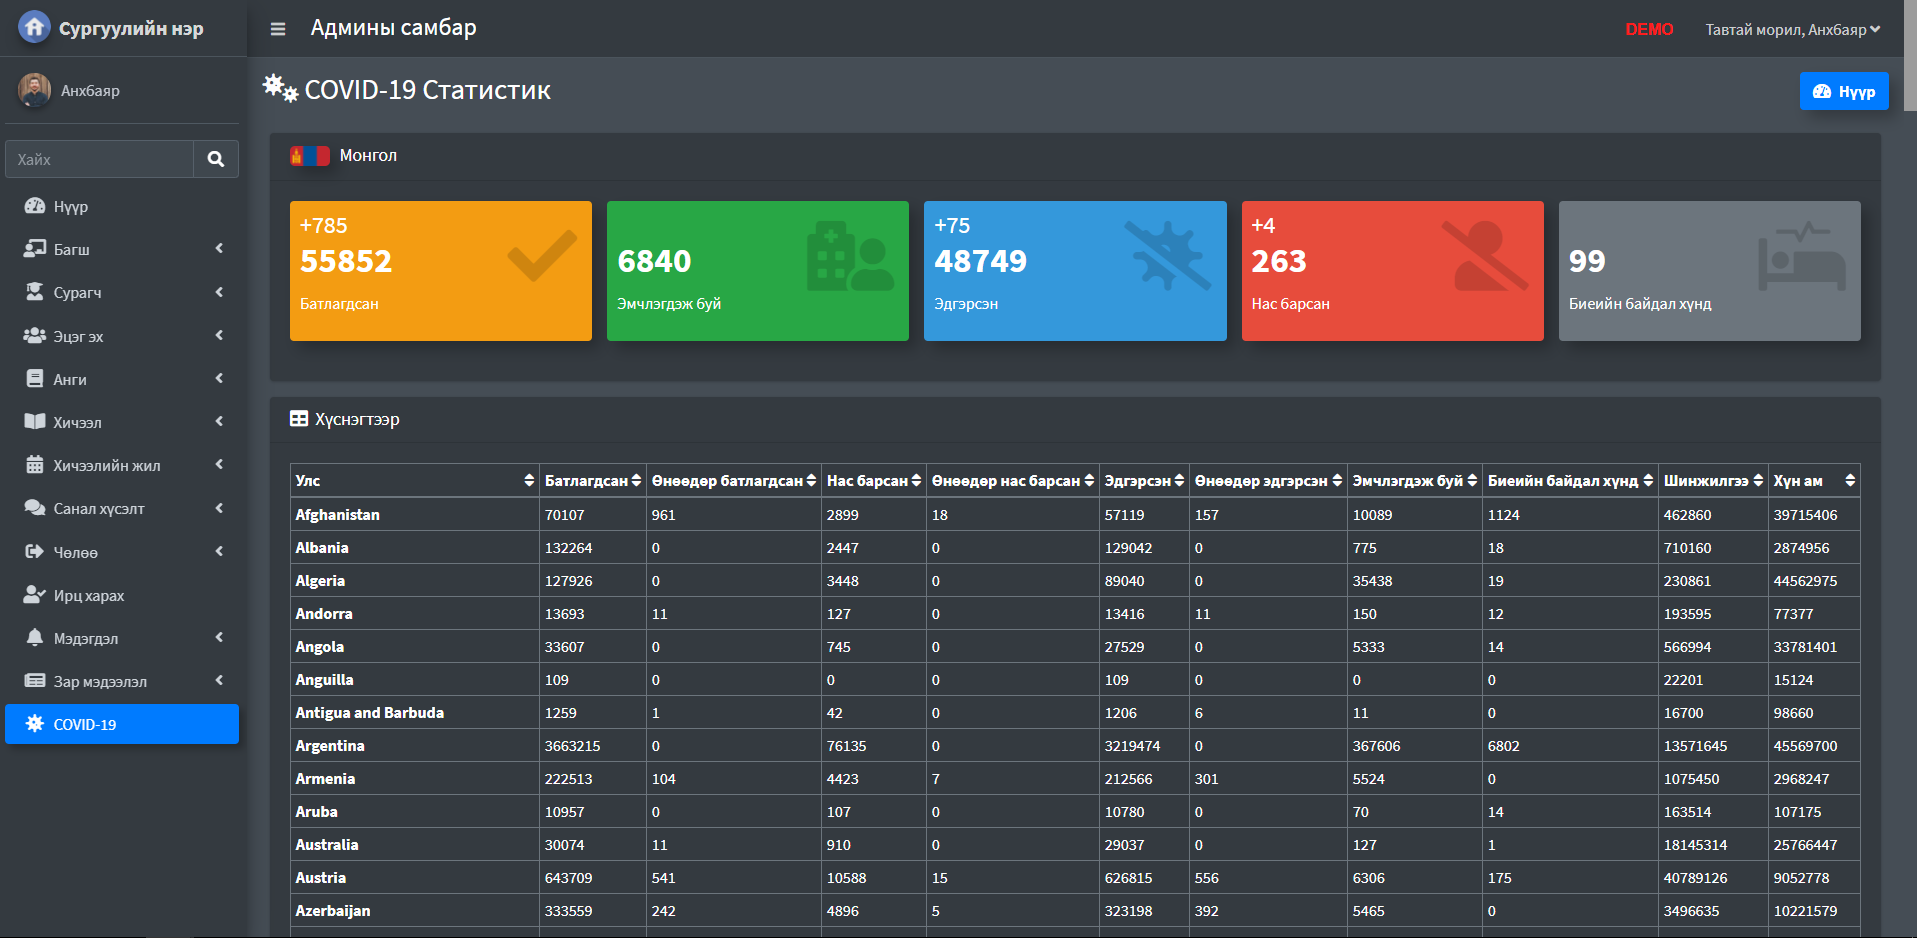 Сургуулийн нэр
Админы самбар
DEMO
Тавтай морил, Анхбаяр
Анхбаяр
Хайх
Нүүр
Багш
Сурагч
Эцэг эх
Анги
Хичээл
Хичээлийн жил
Санал хүсэлт
Чөлөө
Ирц харах
Мэдэгдэл
Зар мэдээлэл
COVID-19
COVID-19 Статистик
Нүүр
Монгол
+785
55852
Батлагдсан
6840
Эмчлэгдэж буй
+75
48749
Эдгэрсэн
+4
263
Нас барсан
99
Биеийн байдал хүнд
Хүснэгтээр
Улс Батлагдсан Өнөөдөр батлагдсан Нас барсан Өнөөдөр нас барсан Эдгэрсэн Өнөөдөр эдгэрсэн Эмчлэгдэж буй Биеийн байдал хүнд Шинжилгээ Хүн ам
Afghanistan 70107 961 2899 18 57119 157 10089 1124 462860 39715406
Albania 132264 0 2447 0 129042 0 775 18 710160 2874956
Algeria 127926 0 3448 0 89040 0 35438 19 230861 44562975
Andorra 13693 11 127 0 13416 11 150 12 193595 77377
Angola 33607 0 745 0 27529 0 5333 14 566994 33781401
Anguilla 109 0 0 0 109 0 0 0 22201 15124
Antigua and Barbuda 1259 1 42 0 1206 6 11 0 16700 98660
Argentina 3663215 0 76135 0 3219474 0 367606 6802 13571645 45569700
Armenia 222513 104 4423 7 212566 301 5524 0 1075450 2968247
Aruba 10957 0 107 0 10780 0 70 14 163514 107175
Australia 30074 11 910 0 29037 0 127 1 18145314 25766447
Austria 643709 541 10588 15 626815 556 6306 175 40789126 9052778
Azerbaijan 333559 242 4896 5 323198 392 5465 0 3496635 10221579